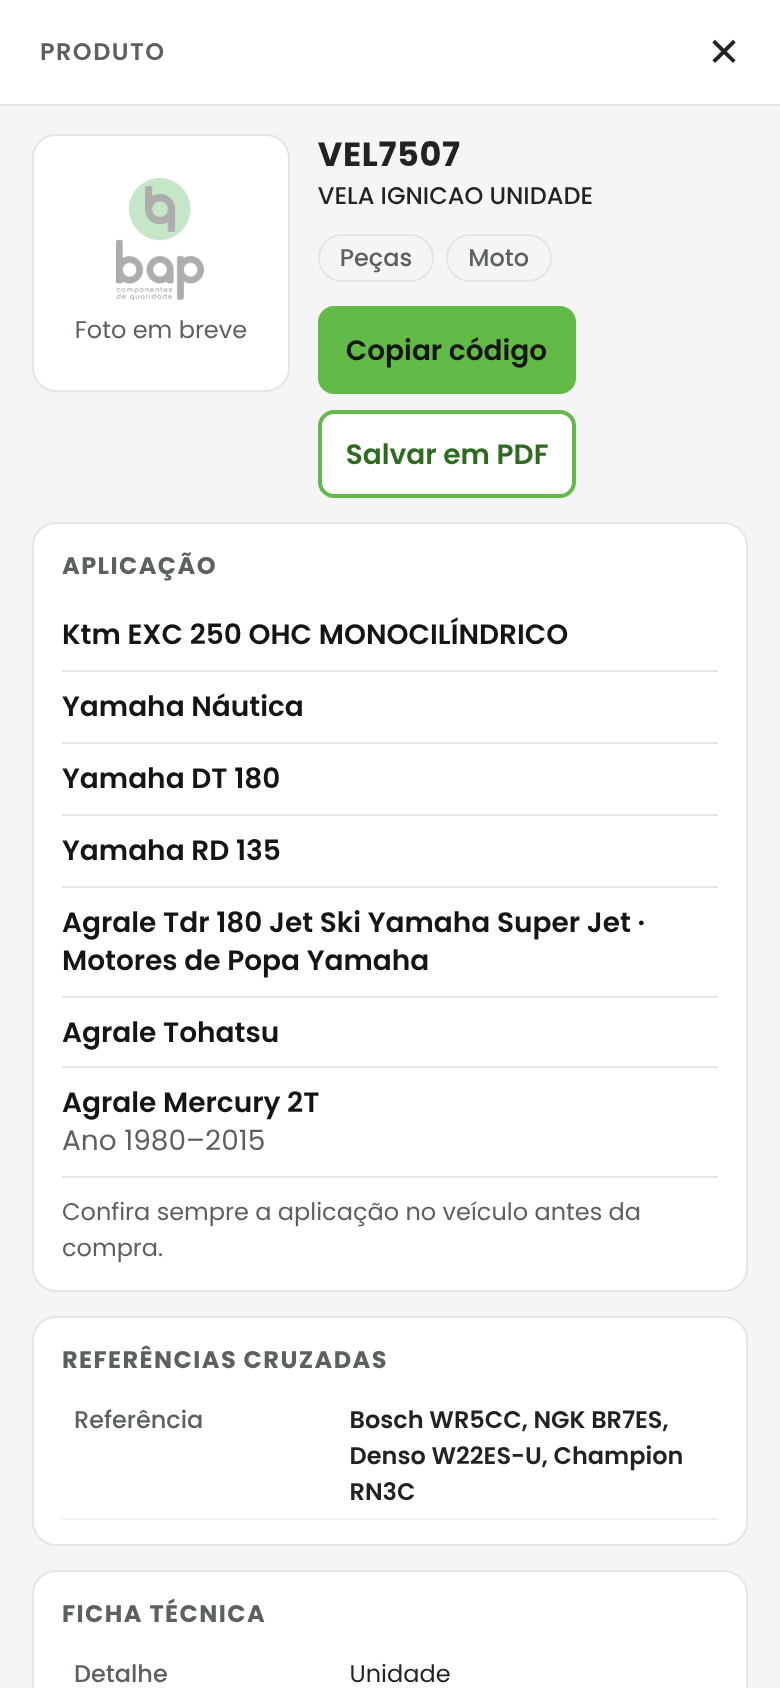 PRODUTO
bap
componentes
de qualidade
Foto em breve
VEL7507
VELA IGNICAO UNIDADE
Peças
Moto
Copiar código
Salvar em PDF
APLICAÇÃO
Ktm EXC 250 OHC MONOCILÍNDRICO
Yamaha Náutica
Yamaha DT 180
Yamaha RD 135
Agrale Tdr 180 Jet Ski Yamaha Super Jet ·
Motores de Popa Yamaha
Agrale Tohatsu
Agrale Mercury 2T
Ano 1980–2015
Confira sempre a aplicação no veículo antes da
compra.
REFERÊNCIAS CRUZADAS
Referência
Bosch WR5CC, NGK BR7ES,
Denso W22ES-U, Champion
RN3C
FICHA TÉCNICA
Detalhe
Unidade